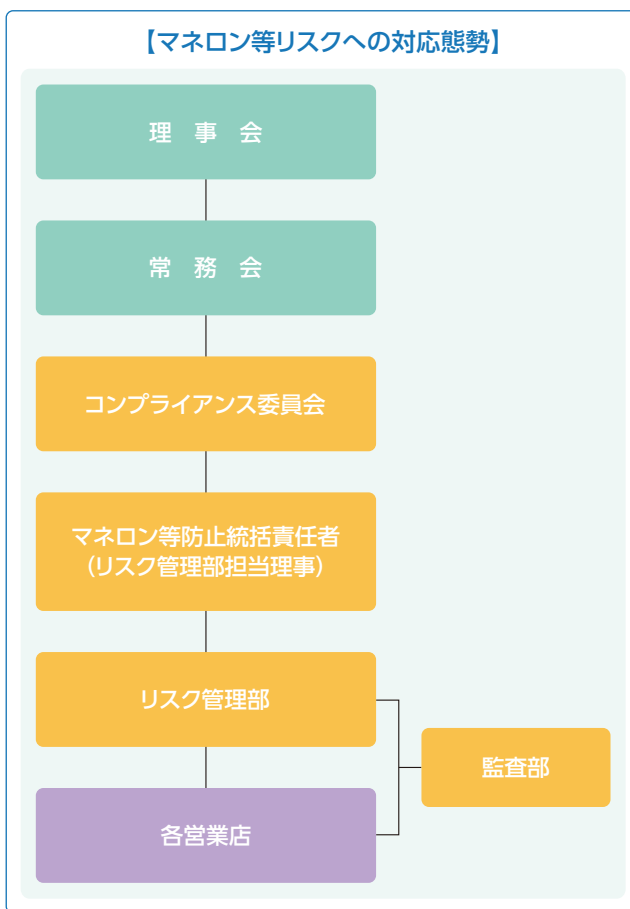 【マネロン等リスクへの対応態勢】
理　事　会
常　務　会
コンプライアンス委員会
マネロン等防止統括責任者
(リスク管理部担当理事)
リスク管理部
監査部
各営業店